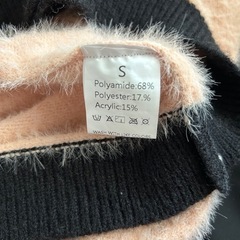 S
Polyamide:68%
Polyester:17.%
Acrylic:15%